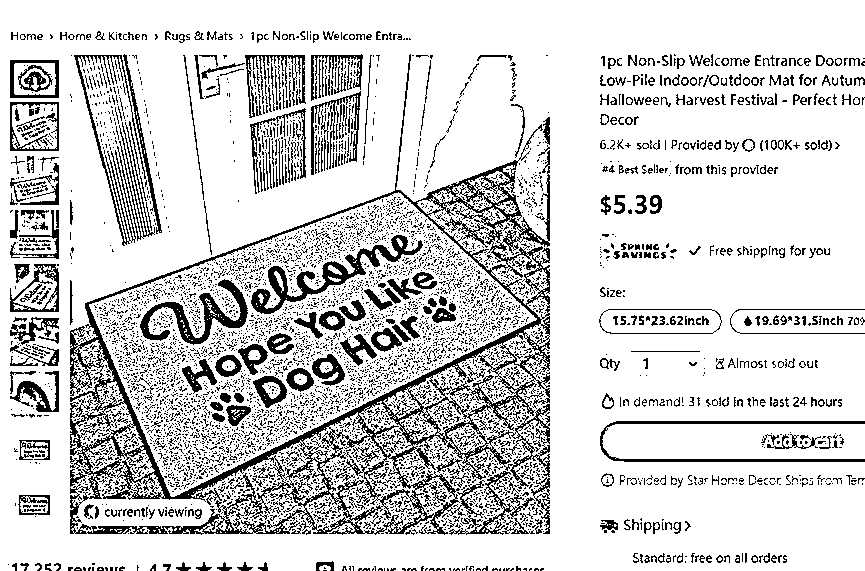 Home > Home & Kitchen > Rugs & Mats > 1pc Non-Slip Welcome Entra...
Welcome
Hope You Like
Dog Hair
currently viewing
17,252 reviews | 4.7
All reviews are from verified purchases
1pc Non-Slip Welcome Entrance Doorma
Low-Pile Indoor/Outdoor Mat for Autum
Halloween, Harvest Festival - Perfect Hom
Decor
6.2K+ sold | Provided by (100K+ sold) >
#4 Best Seller, from this provider
$5.39
SPRING SAVINGS Free shipping for you
Size:
15.75*23.62inch 19.69*31.5inch 70%
Qty 1 Almost sold out
In demand! 31 sold in the last 24 hours
Add to cart
Provided by Star Home Decor. Ships from Tem
Shipping >
Standard: free on all orders